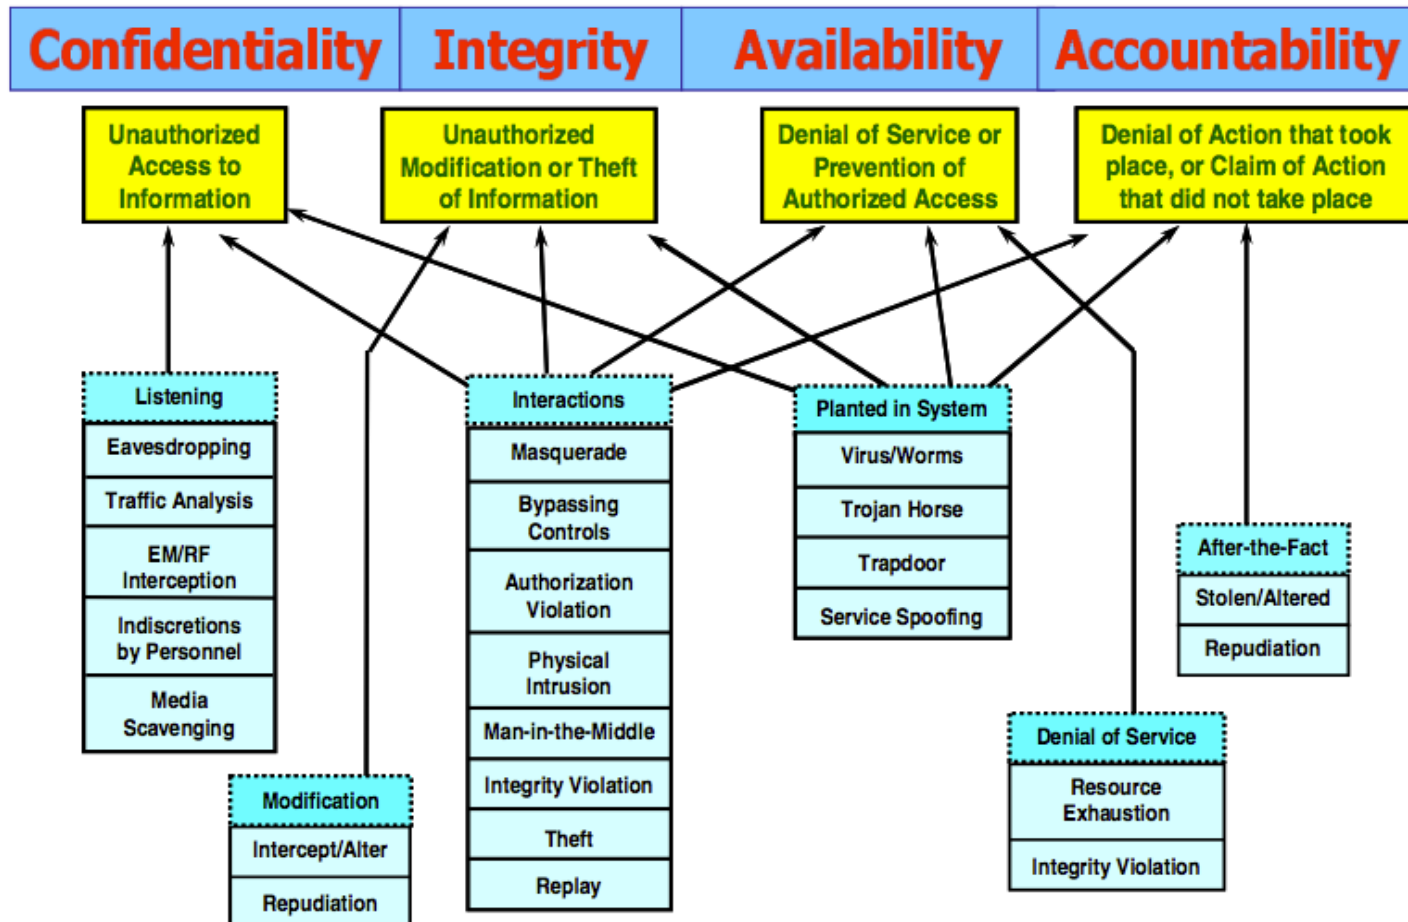 Confidentiality
Integrity
Availability
Accountability
Unauthorized
Access to
Information
Unauthorized
Modification or Theft
of Information
Denial of Service or
Prevention of
Authorized Access
Denial of Action that took
place, or Claim of Action
that did not take place
Listening
Eavesdropping
Traffic Analysis
EM/RF
Interception
Indiscretions
by Personnel
Media
Scavenging
Modification
Intercept/Alter
Repudiation
Interactions
Masquerade
Bypassing
Controls
Authorization
Violation
Physical
Intrusion
Man-in-the-Middle
Integrity Violation
Theft
Replay
Planted in System
Virus/Worms
Trojan Horse
Trapdoor
Service Spoofing
Denial of Service
Resource
Exhaustion
Integrity Violation
After-the-Fact
Stolen/Altered
Repudiation